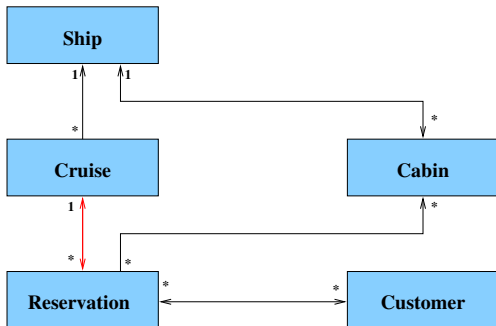 Ship
1 1
* *
Cruise Cabin
1 *
* *
* *
Reservation Customer